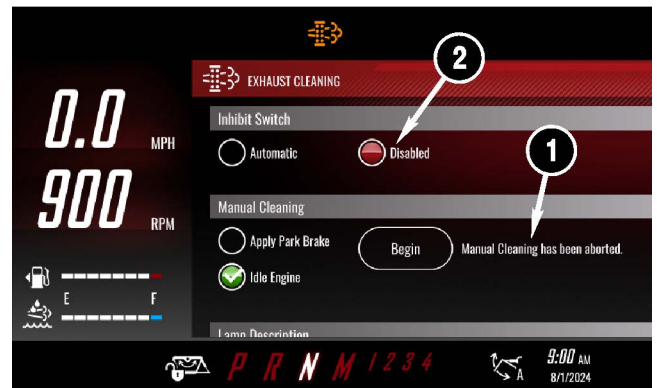 2
EXHAUST CLEANING
Inhibit Switch
Automatic
Disabled
1
0.0 MPH
900 RPM
Manual Cleaning
Apply Park Brake
Begin
Manual Cleaning has been aborted.
Idle Engine
E F
Lamp Description
P R N M 1 2 3 4
A
9:00 AM
8/1/2024